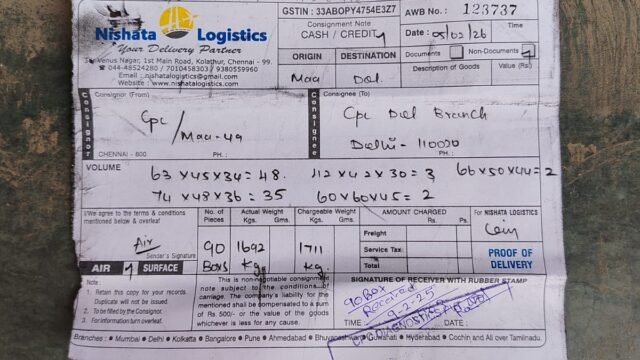 GSTIN : 33ABOPY4754E3Z7
Nishata Logistics
Your Delivery Partner
Venus Nagar, 1st Main Road, Kolathur, Chennai - 99.
☎ 044-48524280 / 7010458303 / 9380559960
Email : nishatalogistics@gmail.com
Website : www.nishatalogistics.com
Consignment Note
CASH / CREDIT
AWB No. : 123737
Date : 05/02/26 Time
ORIGIN DESTINATION
Maa Del
Documents Non-Documents
Description of Goods Value (Rs)
Consignor Consignor (From)
Cpc
/ Maa-49
CHENNAI - 600 PH. :
Consignee Consignee (To)
Cpc Del Branch
Delhi - 110020
PH. :
VOLUME
63 x 45 x 34 = 48. 112 x 42 x 30 = 3 66 x 50 x 44 = 2
74 x 48 x 36 = 35 60 x 60 x 45 = 2
I/We agree to the terms & conditions mentioned below & overleaf
Air
Sender's Signature
AIR SURFACE
No. of Pieces
90
Actual Weight Kgs. Gms.
1692 Kg.
Chargeable Weight Kgs. Gms.
1711 kg.
AMOUNT CHARGED
Rs. Ps.
Freight
Service Tax:
Total
For NISHATA LOGISTICS
PROOF OF DELIVERY
Note :
1. Retain this copy for your records.
Duplicate will not be issued.
2. To be filled by the Consignor.
3. For information turn overleaf.
This is an non-negotiable consignment
note subject to the conditions of
carriage. The company's liability for the
mentioned shall be compensated to a sum
of Rs. 500/- or the value of the goods
whichever is less for any cause.
SIGNATURE OF RECEIVER WITH RUBBER STAMP
90 Box
Received
9-2-25
TIME DATE :
Branches : • Mumbai • Delhi • Kolkatta • Bangalore • Pune • Ahmedabad • Bhuvaneshwar • Guwahati • Hyderabad • Cochin and All over Tamilnadu.